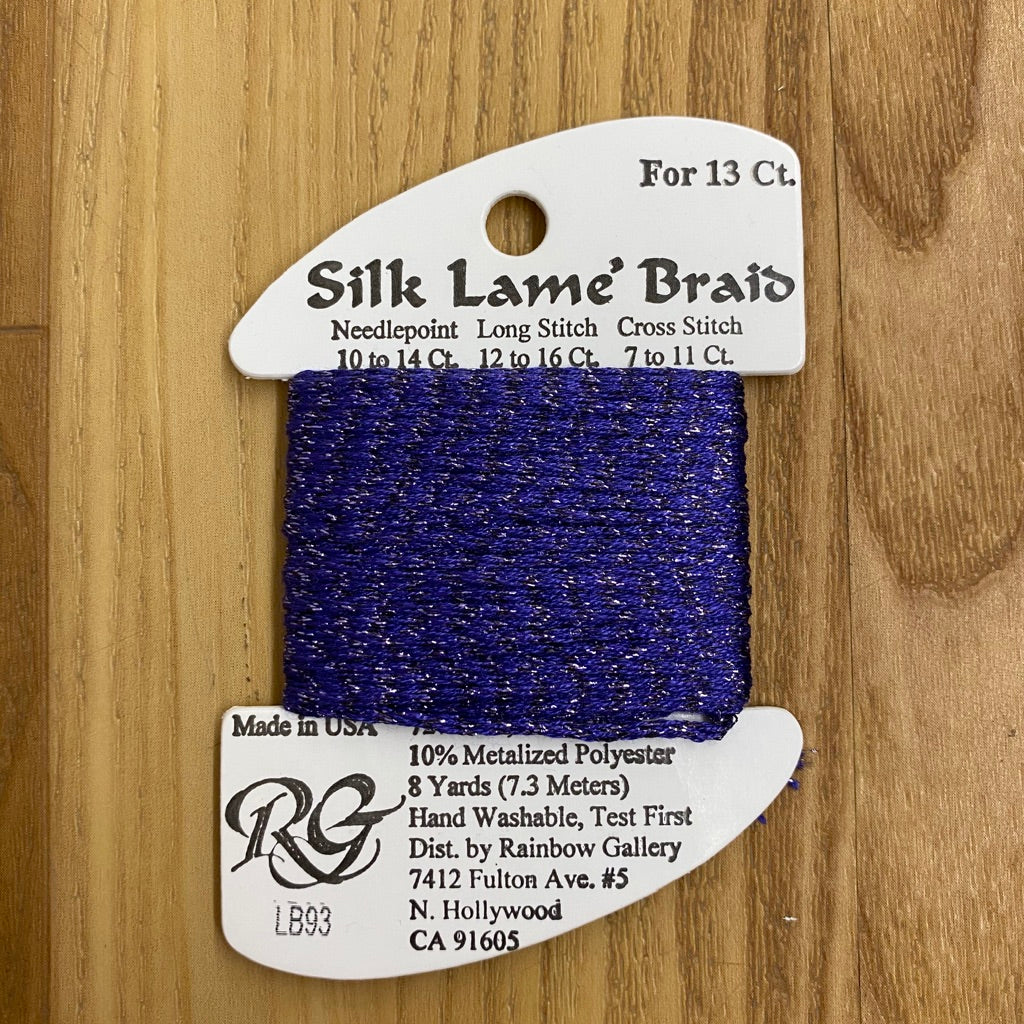 For 13 Ct.
Silk Lamé Braid
Needlepoint Long Stitch Cross Stitch
10 to 14 Ct. 12 to 16 Ct. 7 to 11 Ct.
Made in USA
10% Metalized Polyester
8 Yards (7.3 Meters)
Hand Washable, Test First
Dist. by Rainbow Gallery
7412 Fulton Ave. #5
N. Hollywood
CA 91605
RG
LB93